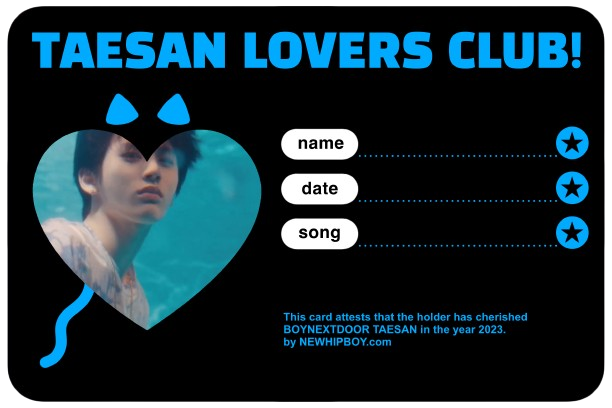 TAESAN LOVERS CLUB!
name
date
song
This card attests that the holder has cherished
BOYNEXTDOOR TAESAN in the year 2023.
by NEWHIPBOY.com